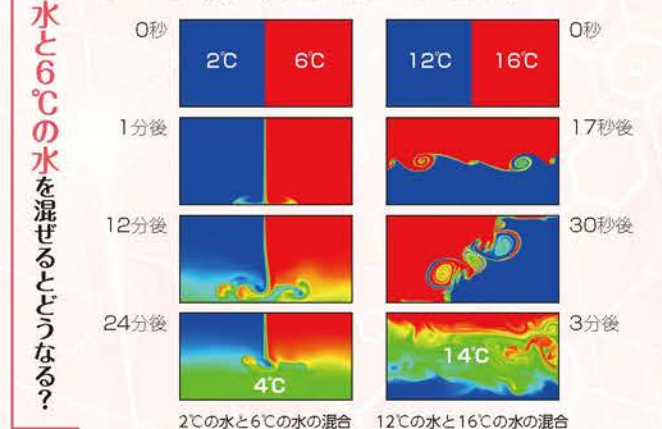 水と6℃の水を混ぜるとどうなる？
0秒
2℃
6℃
1分後
12分後
24分後
4℃
2℃の水と6℃の水の混合
12℃
16℃
0秒
17秒後
30秒後
14℃
3分後
12℃の水と16℃の水の混合